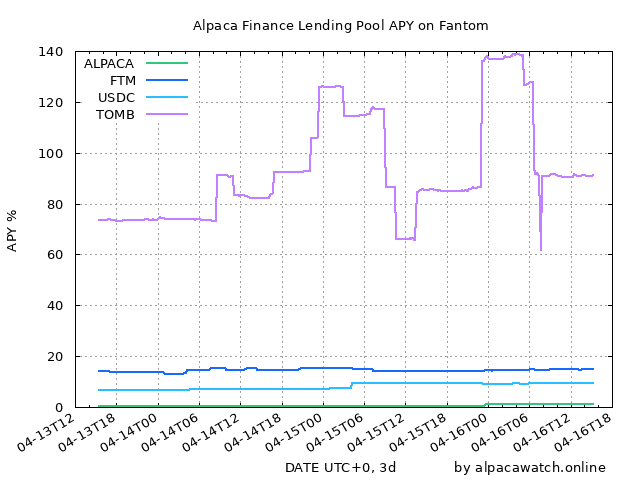 Alpaca Finance Lending Pool APY on Fantom
140
120
100
80
60
40
20
0
APY %
ALPACA
FTM
USDC
TOMB
04-13T12
04-13T18
04-14T00
04-14T06
04-14T12
04-14T18
04-15T00
04-15T06
04-15T12
04-15T18
04-16T00
04-16T06
04-16T12
04-16T18
DATE UTC+0, 3d
by alpacawatch.online